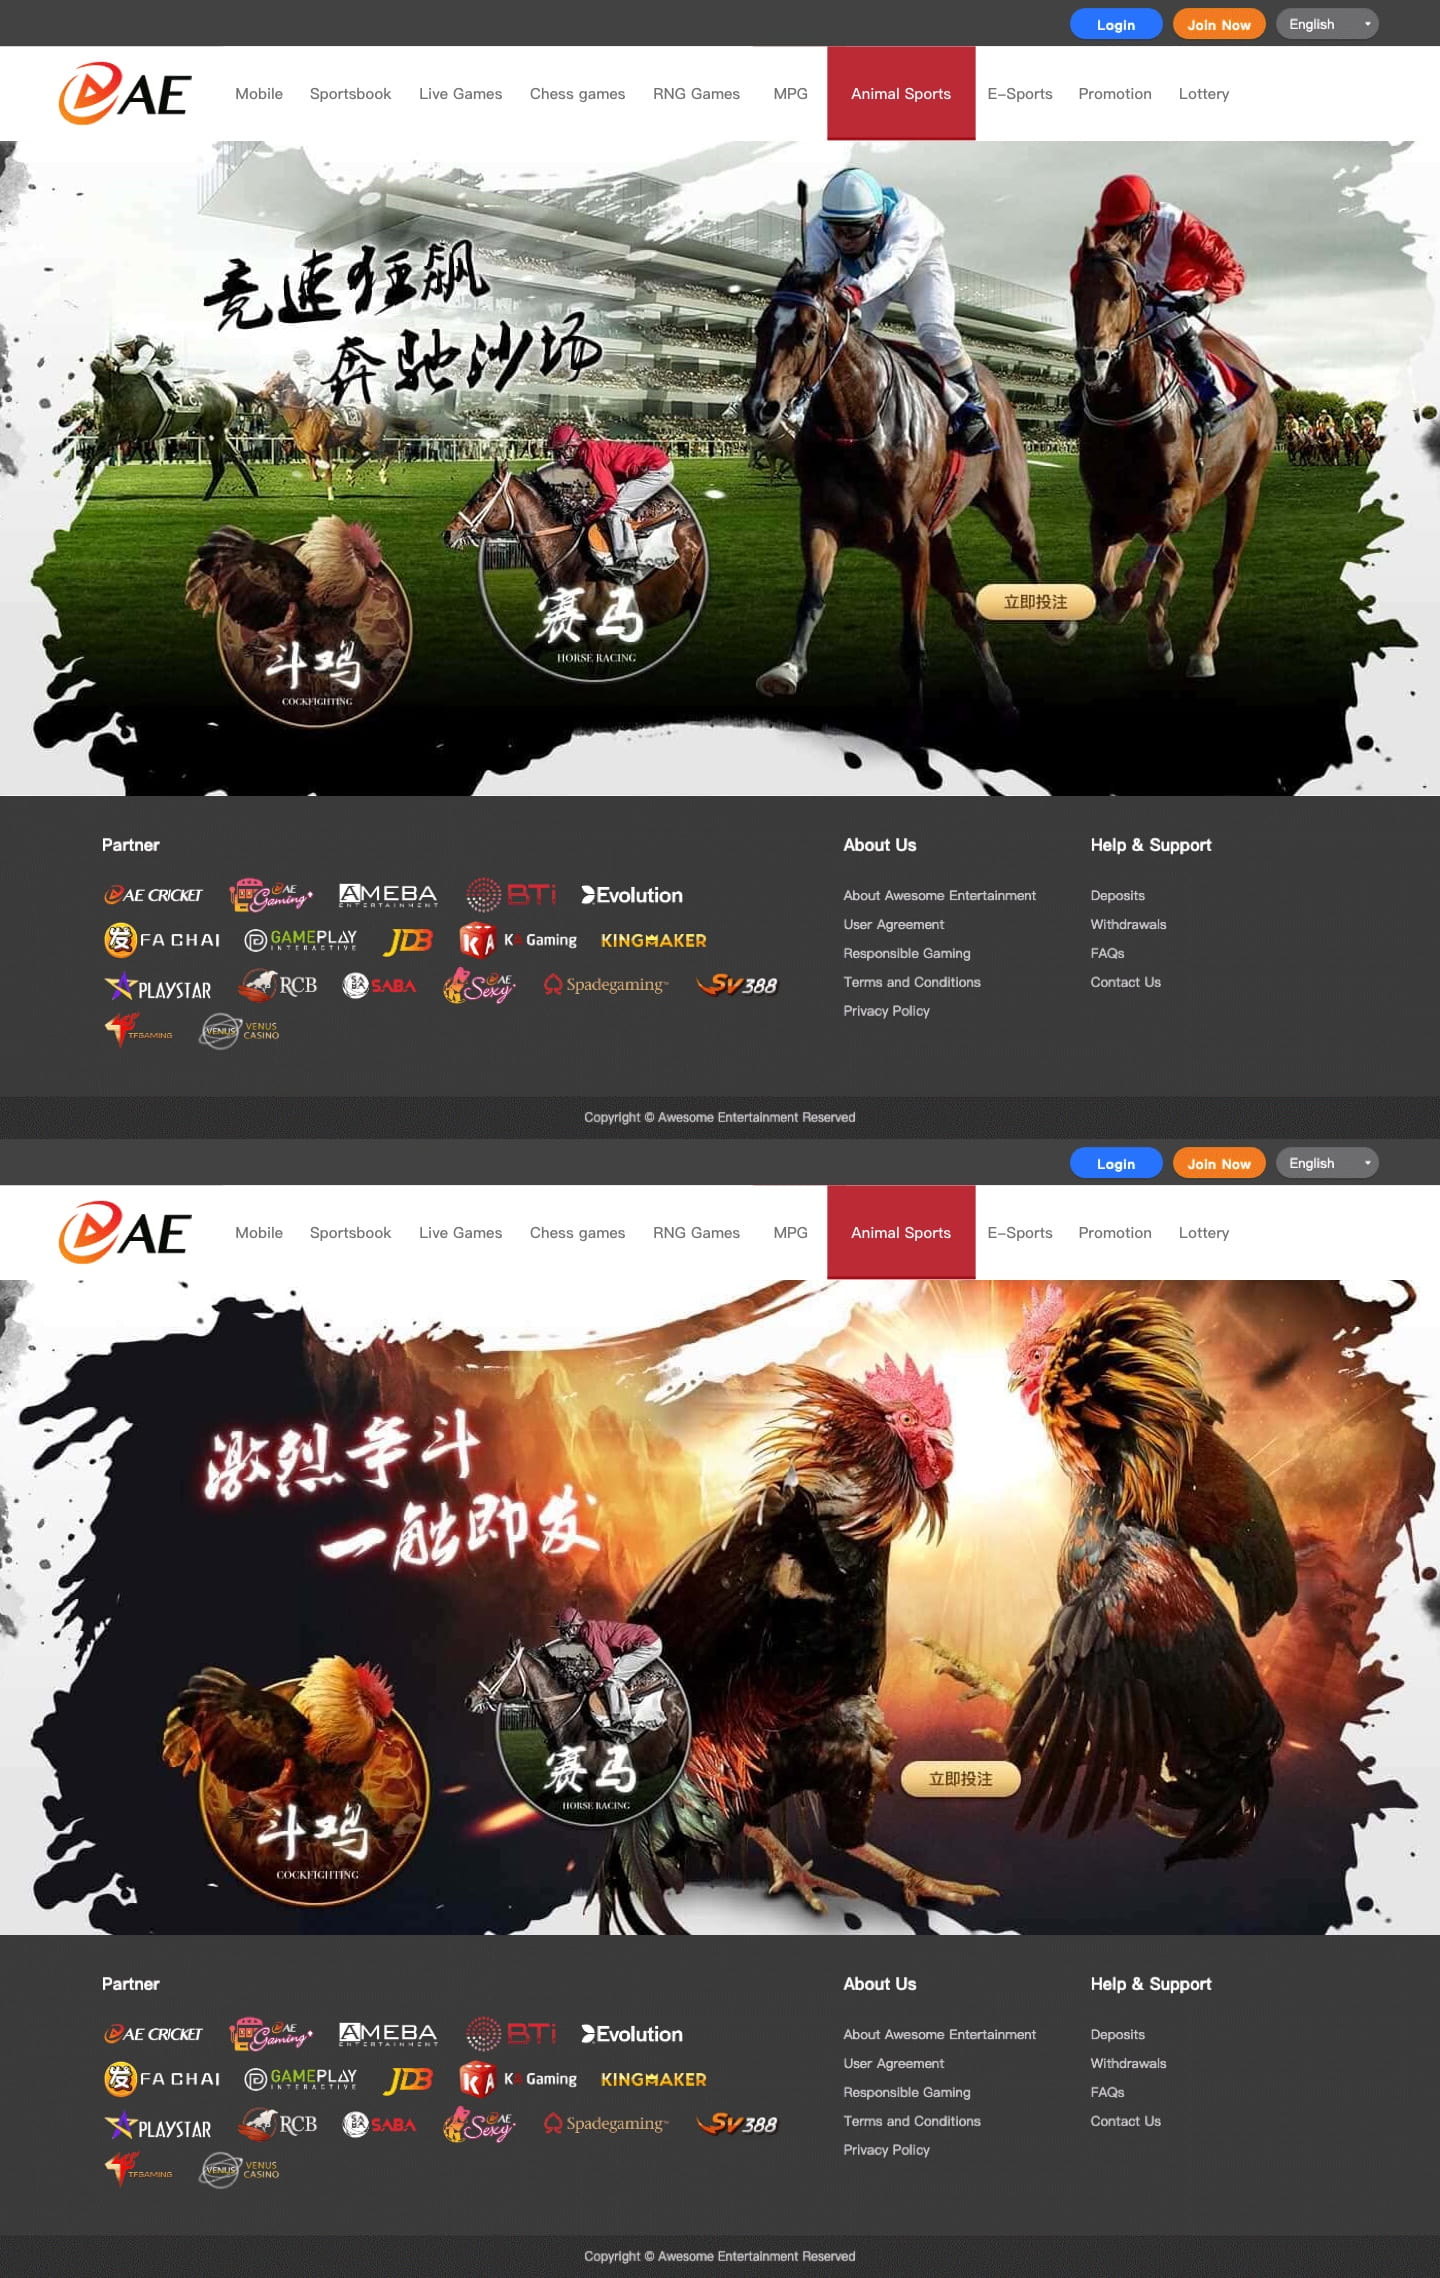 Login Join Now English
AE Mobile Sportsbook Live Games Chess games RNG Games MPG Animal Sports E-Sports Promotion Lottery
竞速狂飙
奔驰沙场
赛马
HORSE RACING
立即投注
斗鸡
COCKFIGHTING
Partner
AE CRICKET AE Gaming AMEBA ENTERTAINMENT BTi Evolution
发 FA CHAI GAMEPLAY INTERACTIVE JDB KA KA Gaming KINGMAKER
PLAYSTAR RCB SABA SABA AE Sexy Spadegaming SV388
TFGAMING VENUS VENUS CASINO
About Us
About Awesome Entertainment
User Agreement
Responsible Gaming
Terms and Conditions
Privacy Policy
Help & Support
Deposits
Withdrawals
FAQs
Contact Us
Copyright © Awesome Entertainment Reserved
Login Join Now English
AE Mobile Sportsbook Live Games Chess games RNG Games MPG Animal Sports E-Sports Promotion Lottery
激烈争斗
一触即发
赛马
HORSE RACING
立即投注
斗鸡
COCKFIGHTING
Partner
AE CRICKET AE Gaming AMEBA ENTERTAINMENT BTi Evolution
发 FA CHAI GAMEPLAY INTERACTIVE JDB KA KA Gaming KINGMAKER
PLAYSTAR RCB SABA SABA AE Sexy Spadegaming SV388
TFGAMING VENUS VENUS CASINO
About Us
About Awesome Entertainment
User Agreement
Responsible Gaming
Terms and Conditions
Privacy Policy
Help & Support
Deposits
Withdrawals
FAQs
Contact Us
Copyright © Awesome Entertainment Reserved